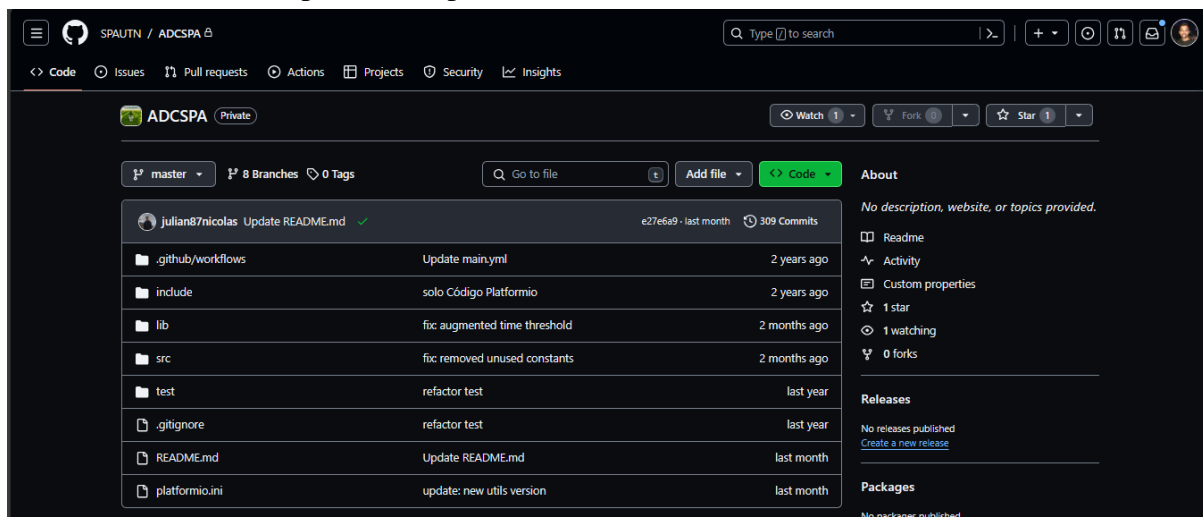 SPAUTN / ADCSPA
Type / to search
Code Issues Pull requests Actions Projects Security Insights
ADCSPA Private
Watch 1 Fork 0 Star 1
master 8 Branches 0 Tags Go to file t Add file Code
julian87nicolas Update README.md e27e6a9 · last month 309 Commits
.github/workflows Update main.yml 2 years ago
include solo Código Platformio 2 years ago
lib fix: augmented time threshold 2 months ago
src fix: removed unused constants 2 months ago
test refactor test last year
.gitignore refactor test last year
README.md Update README.md last month
platformio.ini update: new utils version last month
About
No description, website, or topics provided.
Readme
Activity
Custom properties
1 star
1 watching
0 forks
Releases
No releases published
Create a new release
Packages
No packages published